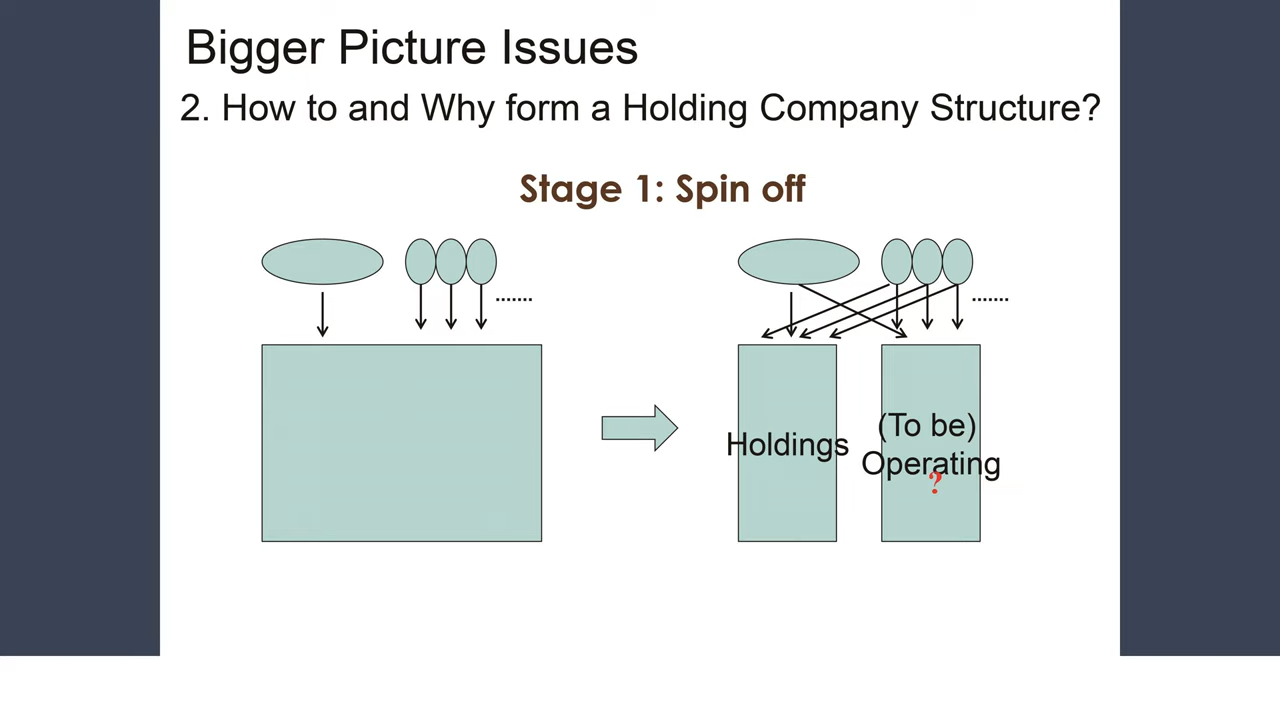 Bigger Picture Issues
2. How to and Why form a Holding Company Structure?
Stage 1: Spin off
.......
.......
Holdings
(To be)
Operating
?